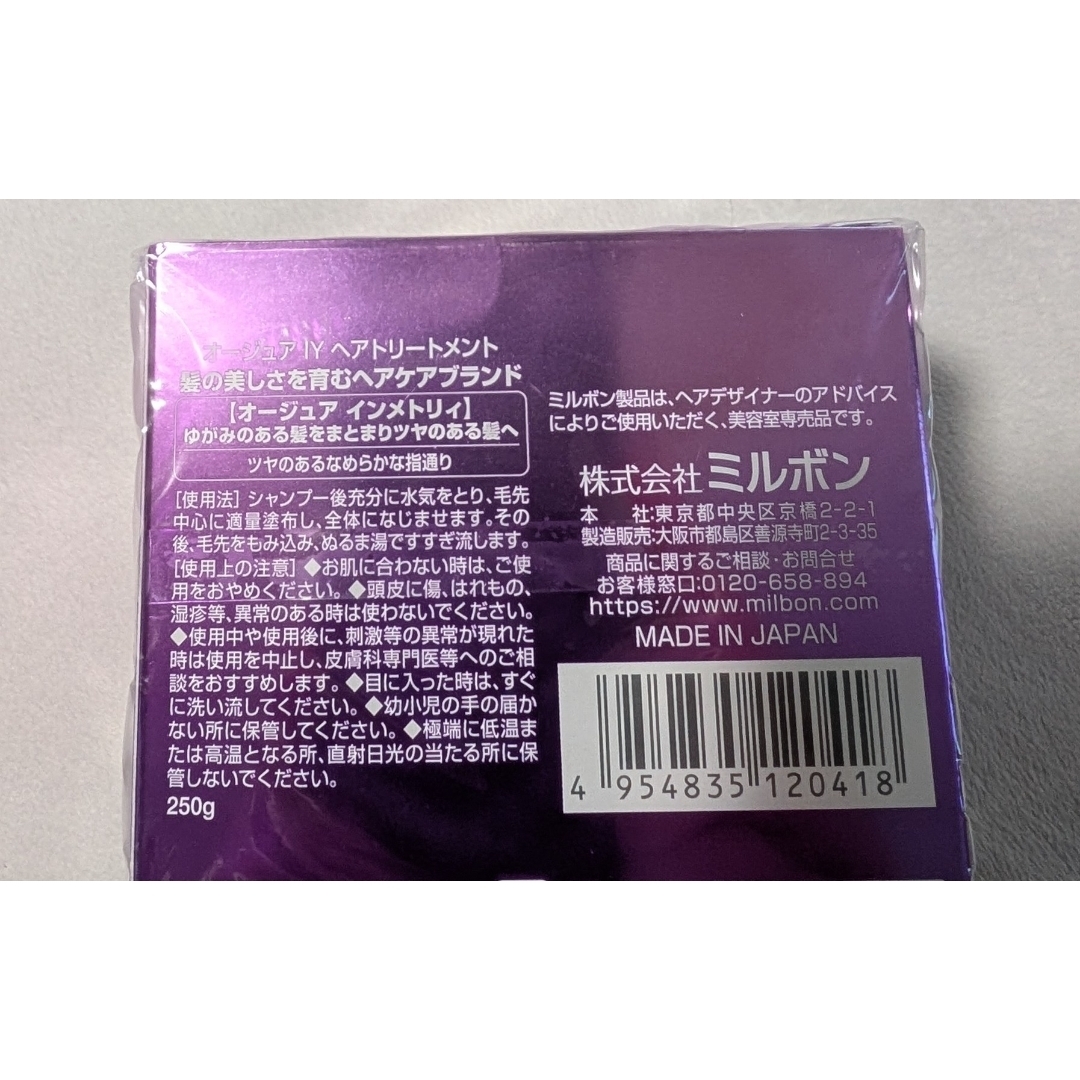 オージュア IY ヘアトリートメント
髪の美しさを育むヘアケアブランド
【オージュア インメトリィ】
ゆがみのある髪をまとまりツヤのある髪へ
ツヤのあるなめらかな指通り
[使用法] シャンプー後充分に水気をとり、毛先
中心に適量塗布し、全体になじませます。その
後、毛先をもみ込み、ぬるま湯ですすぎ流します。
[使用上の注意] ◆お肌に合わない時は、ご使
用をおやめください。◆頭皮に傷、はれもの、
湿疹等、異常のある時は使わないでください。
◆使用中や使用後に、刺激等の異常が現れた
時は使用を中止し、皮膚科専門医等へのご相
談をおすすめします。◆目に入った時は、すぐ
に洗い流してください。◆幼小児の手の届か
ない所に保管してください。◆極端に低温ま
たは高温となる所、直射日光の当たる所に保
管しないでください。
250g
ミルボン製品は、ヘアデザイナーのアドバイス
によりご使用いただく、美容室専売品です。
株式会社 ミルボン
本 社:東京都中央区京橋2-2-1
製造販売:大阪市都島区善源寺町2-3-35
商品に関するご相談・お問合せ
お客様窓口:0120-658-894
https://www.milbon.com
MADE IN JAPAN
4 954835 120418